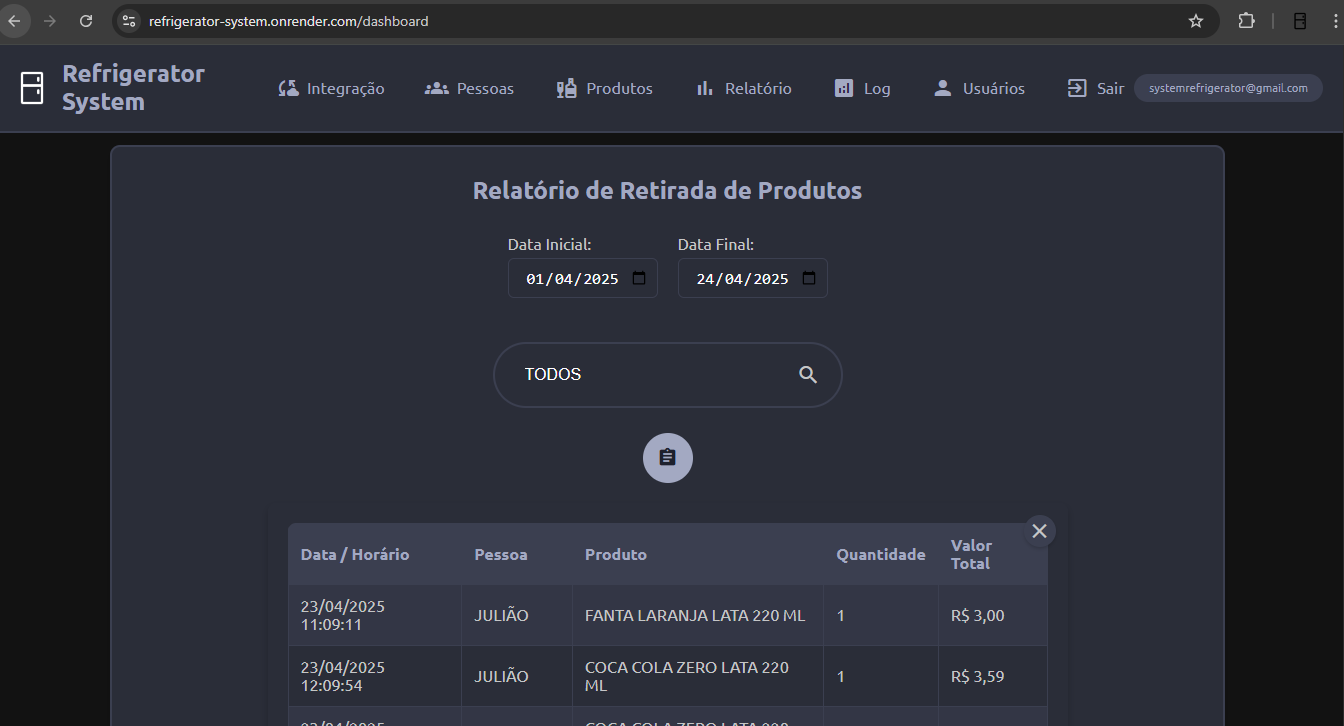 refrigerator-system.onrender.com/dashboard
Refrigerator
System
Integração
Pessoas
Produtos
Relatório
Log
Usuários
Sair
systemrefrigerator@gmail.com
Relatório de Retirada de Produtos
Data Inicial:
Data Final:
01/04/2025
24/04/2025
TODOS
Data / Horário
Pessoa
Produto
Quantidade
Valor
Total
23/04/2025
11:09:11
JULIÃO
FANTA LARANJA LATA 220 ML
1
R$ 3,00
23/04/2025
12:09:54
JULIÃO
COCA COLA ZERO LATA 220
ML
1
R$ 3,59